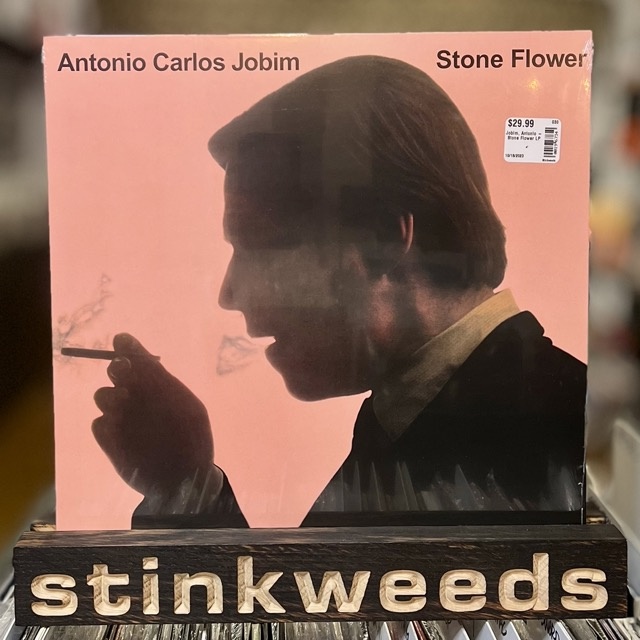 Antonio Carlos Jobim
Stone Flower
$29.99
Jobim, Antonio -
Stone Flower LP
stinkweeds